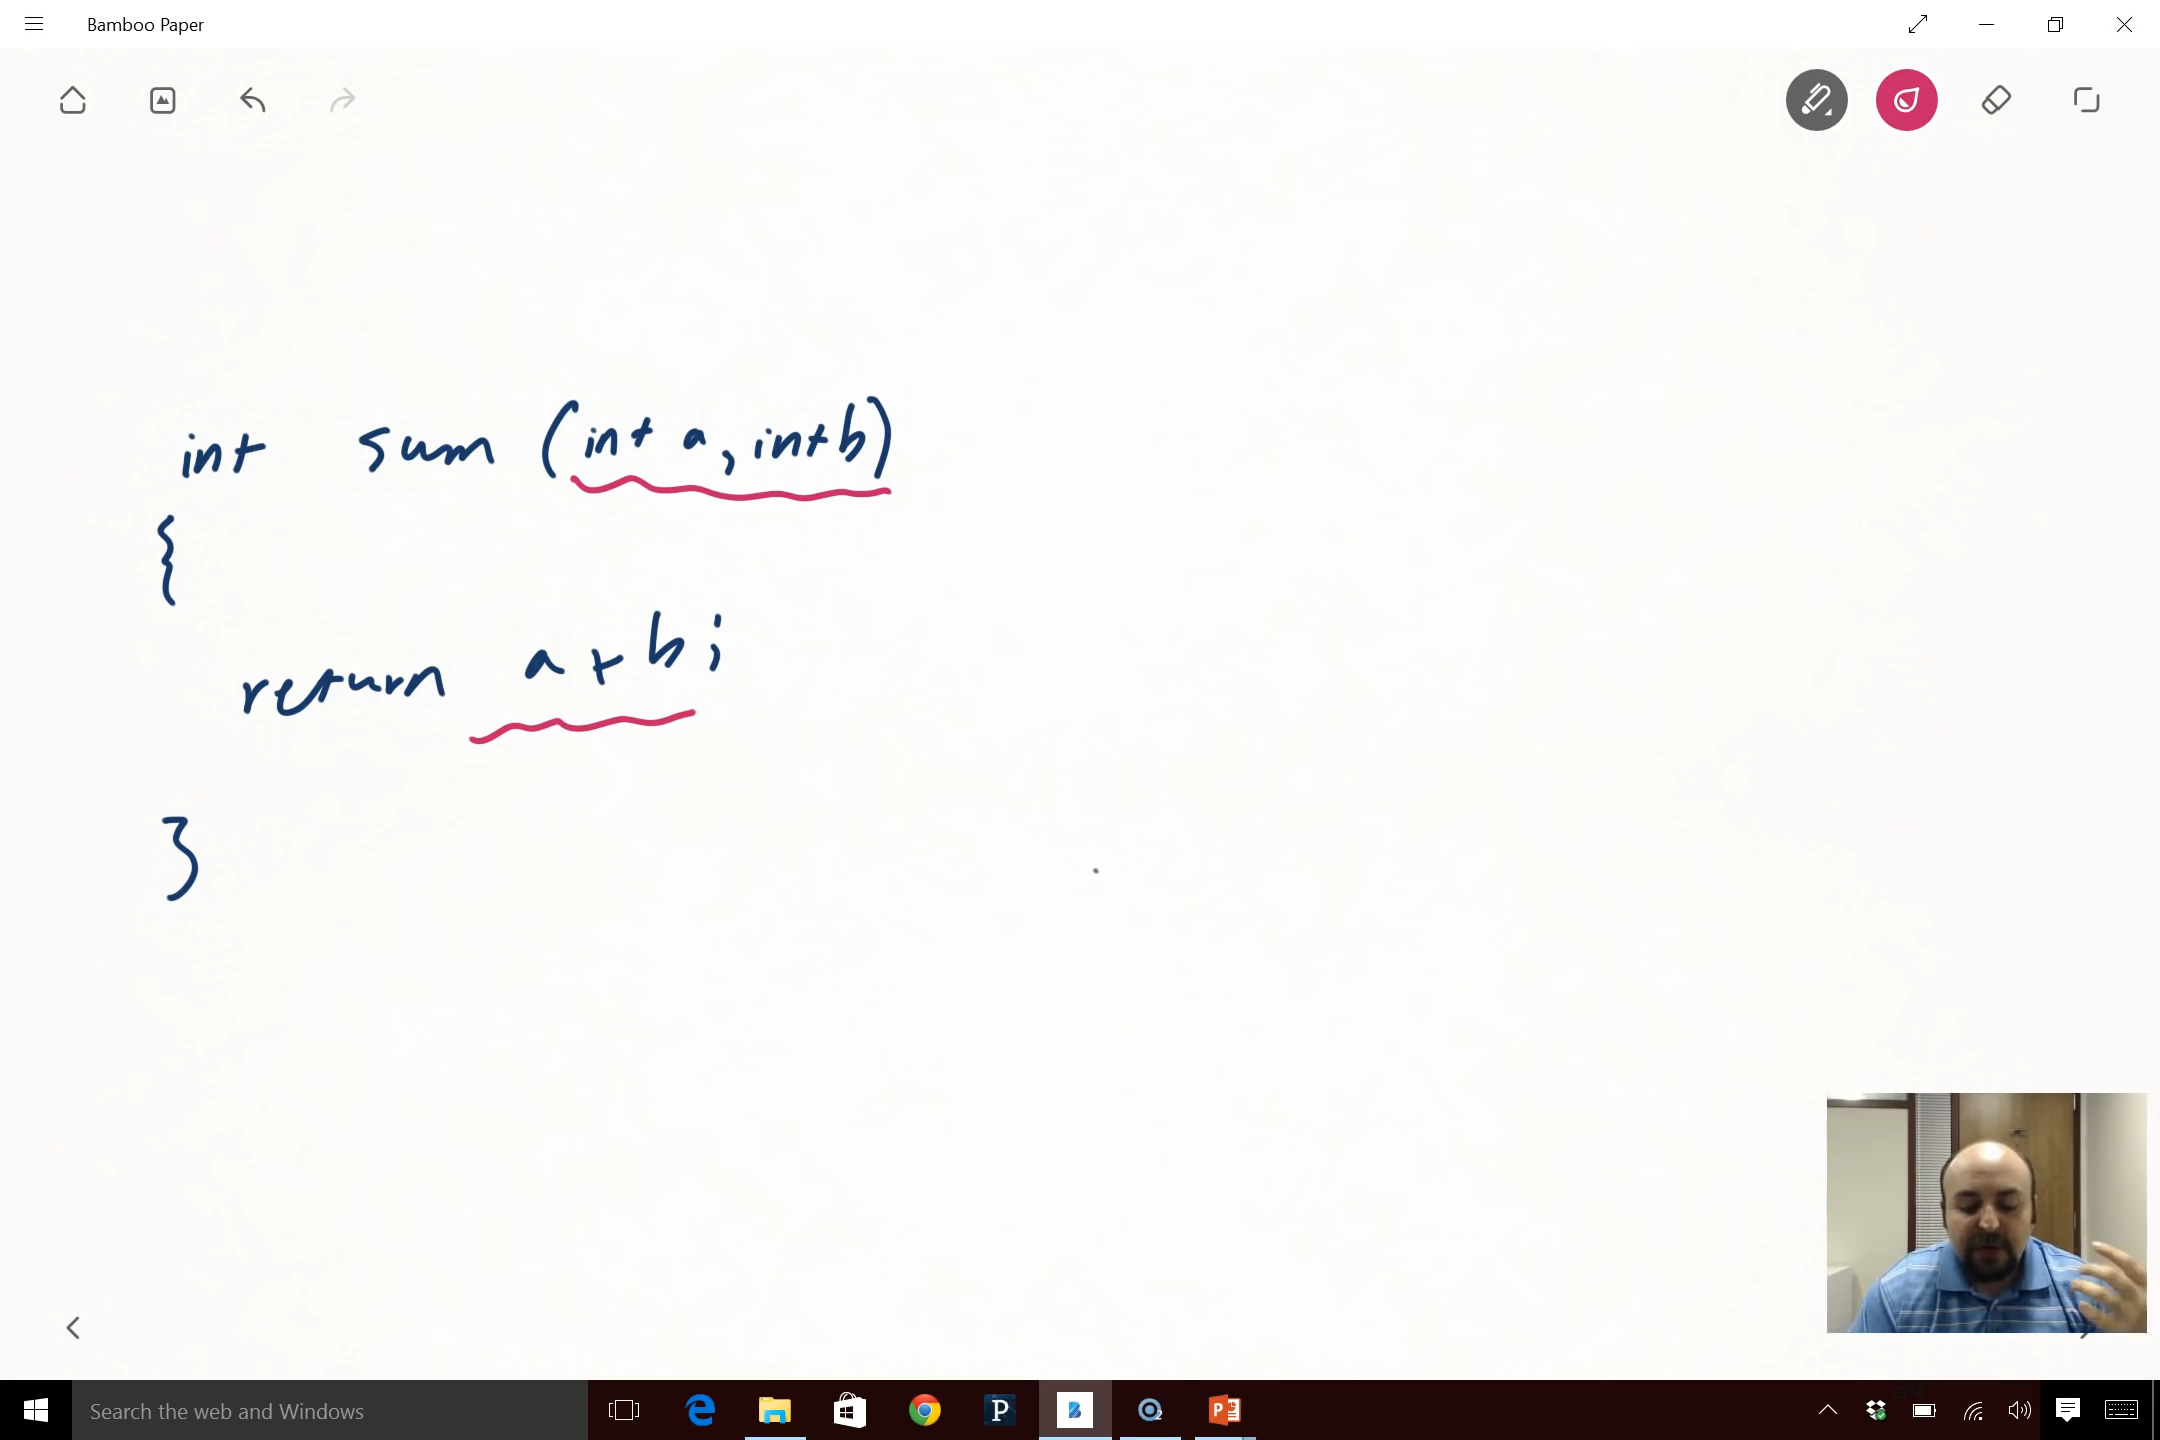 Bamboo Paper
int sum (int a, int b)
{
return a + b ;
}
Search the web and Windows